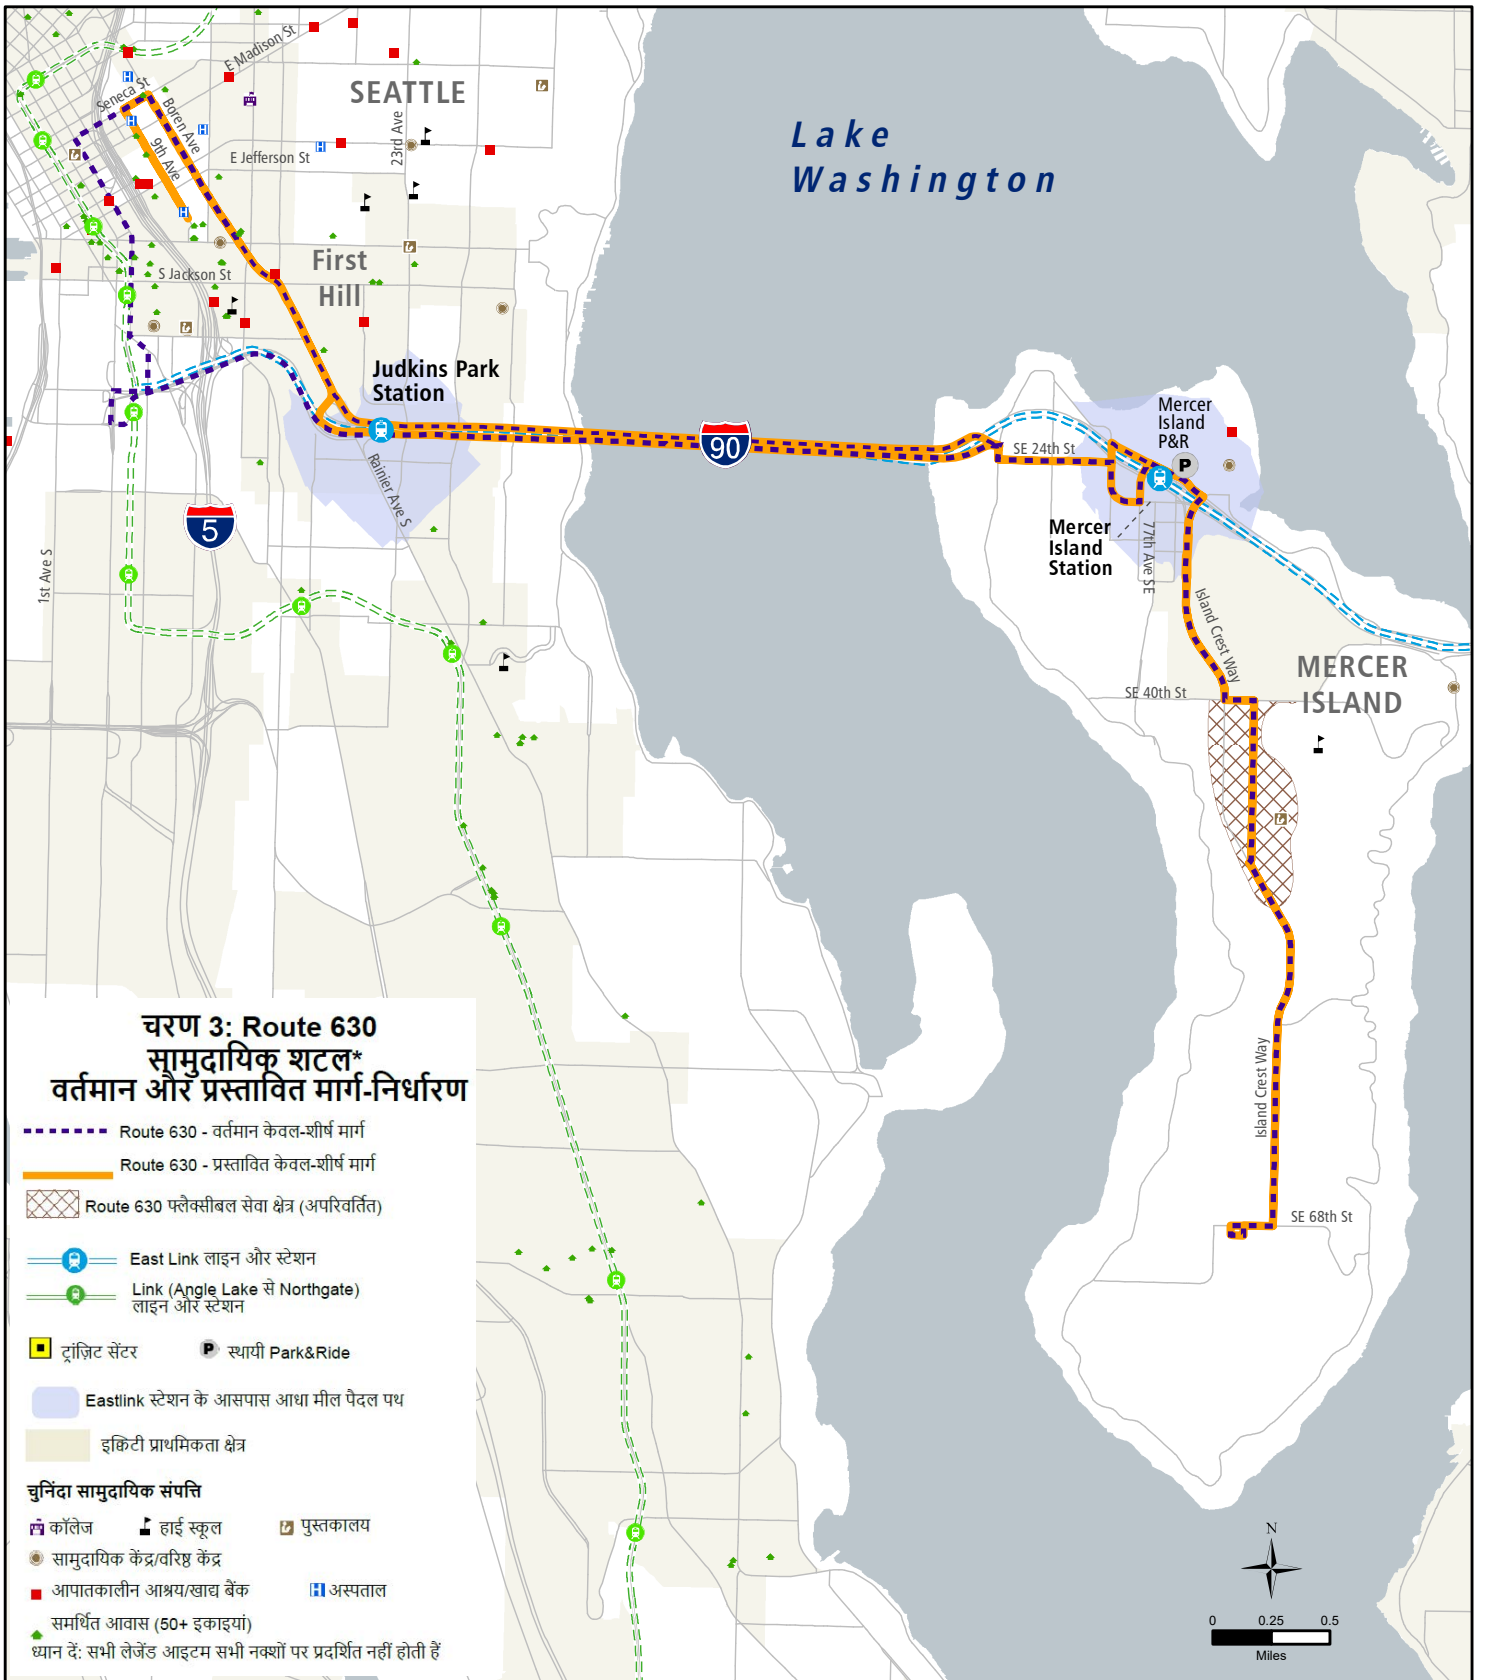 E Madison St
SEATTLE
Seneca St
Boren Ave
9th Ave
23rd Ave
E Jefferson St
Lake
Washington
First
Hill
S Jackson St
Judkins Park
Station
Rainier Ave S
90
5
1st Ave S
SE 24th St
Mercer
Island
P&R
P
Mercer
Island
Station
77th Ave SE
Island Crest Way
SE 40th St
MERCER
ISLAND
Island Crest Way
SE 68th St
चरण 3: Route 630
सामुदायिक शटल*
वर्तमान और प्रस्तावित मार्ग-निर्धारण
Route 630 - वर्तमान केवल-शीर्ष मार्ग
Route 630 - प्रस्तावित केवल-शीर्ष मार्ग
Route 630 फ्लैक्सीबल सेवा क्षेत्र (अपरिवर्तित)
East Link लाइन और स्टेशन
Link (Angle Lake से Northgate)
लाइन और स्टेशन
ट्रांज़िट सेंटर
P स्थायी Park&Ride
Eastlink स्टेशन के आसपास आधा मील पैदल पथ
इक्विटी प्राथमिकता क्षेत्र
चुनिंदा सामुदायिक संपत्ति
कॉलेज हाई स्कूल पुस्तकालय
सामुदायिक केंद्र/वरिष्ठ केंद्र
आपातकालीन आश्रय/खाद्य बैंक H अस्पताल
समर्थित आवास (50+ इकाइयां)
ध्यान दें: सभी लेजेंड आइटम सभी नक्शों पर प्रदर्शित नहीं होती हैं
N
0 0.25 0.5
Miles